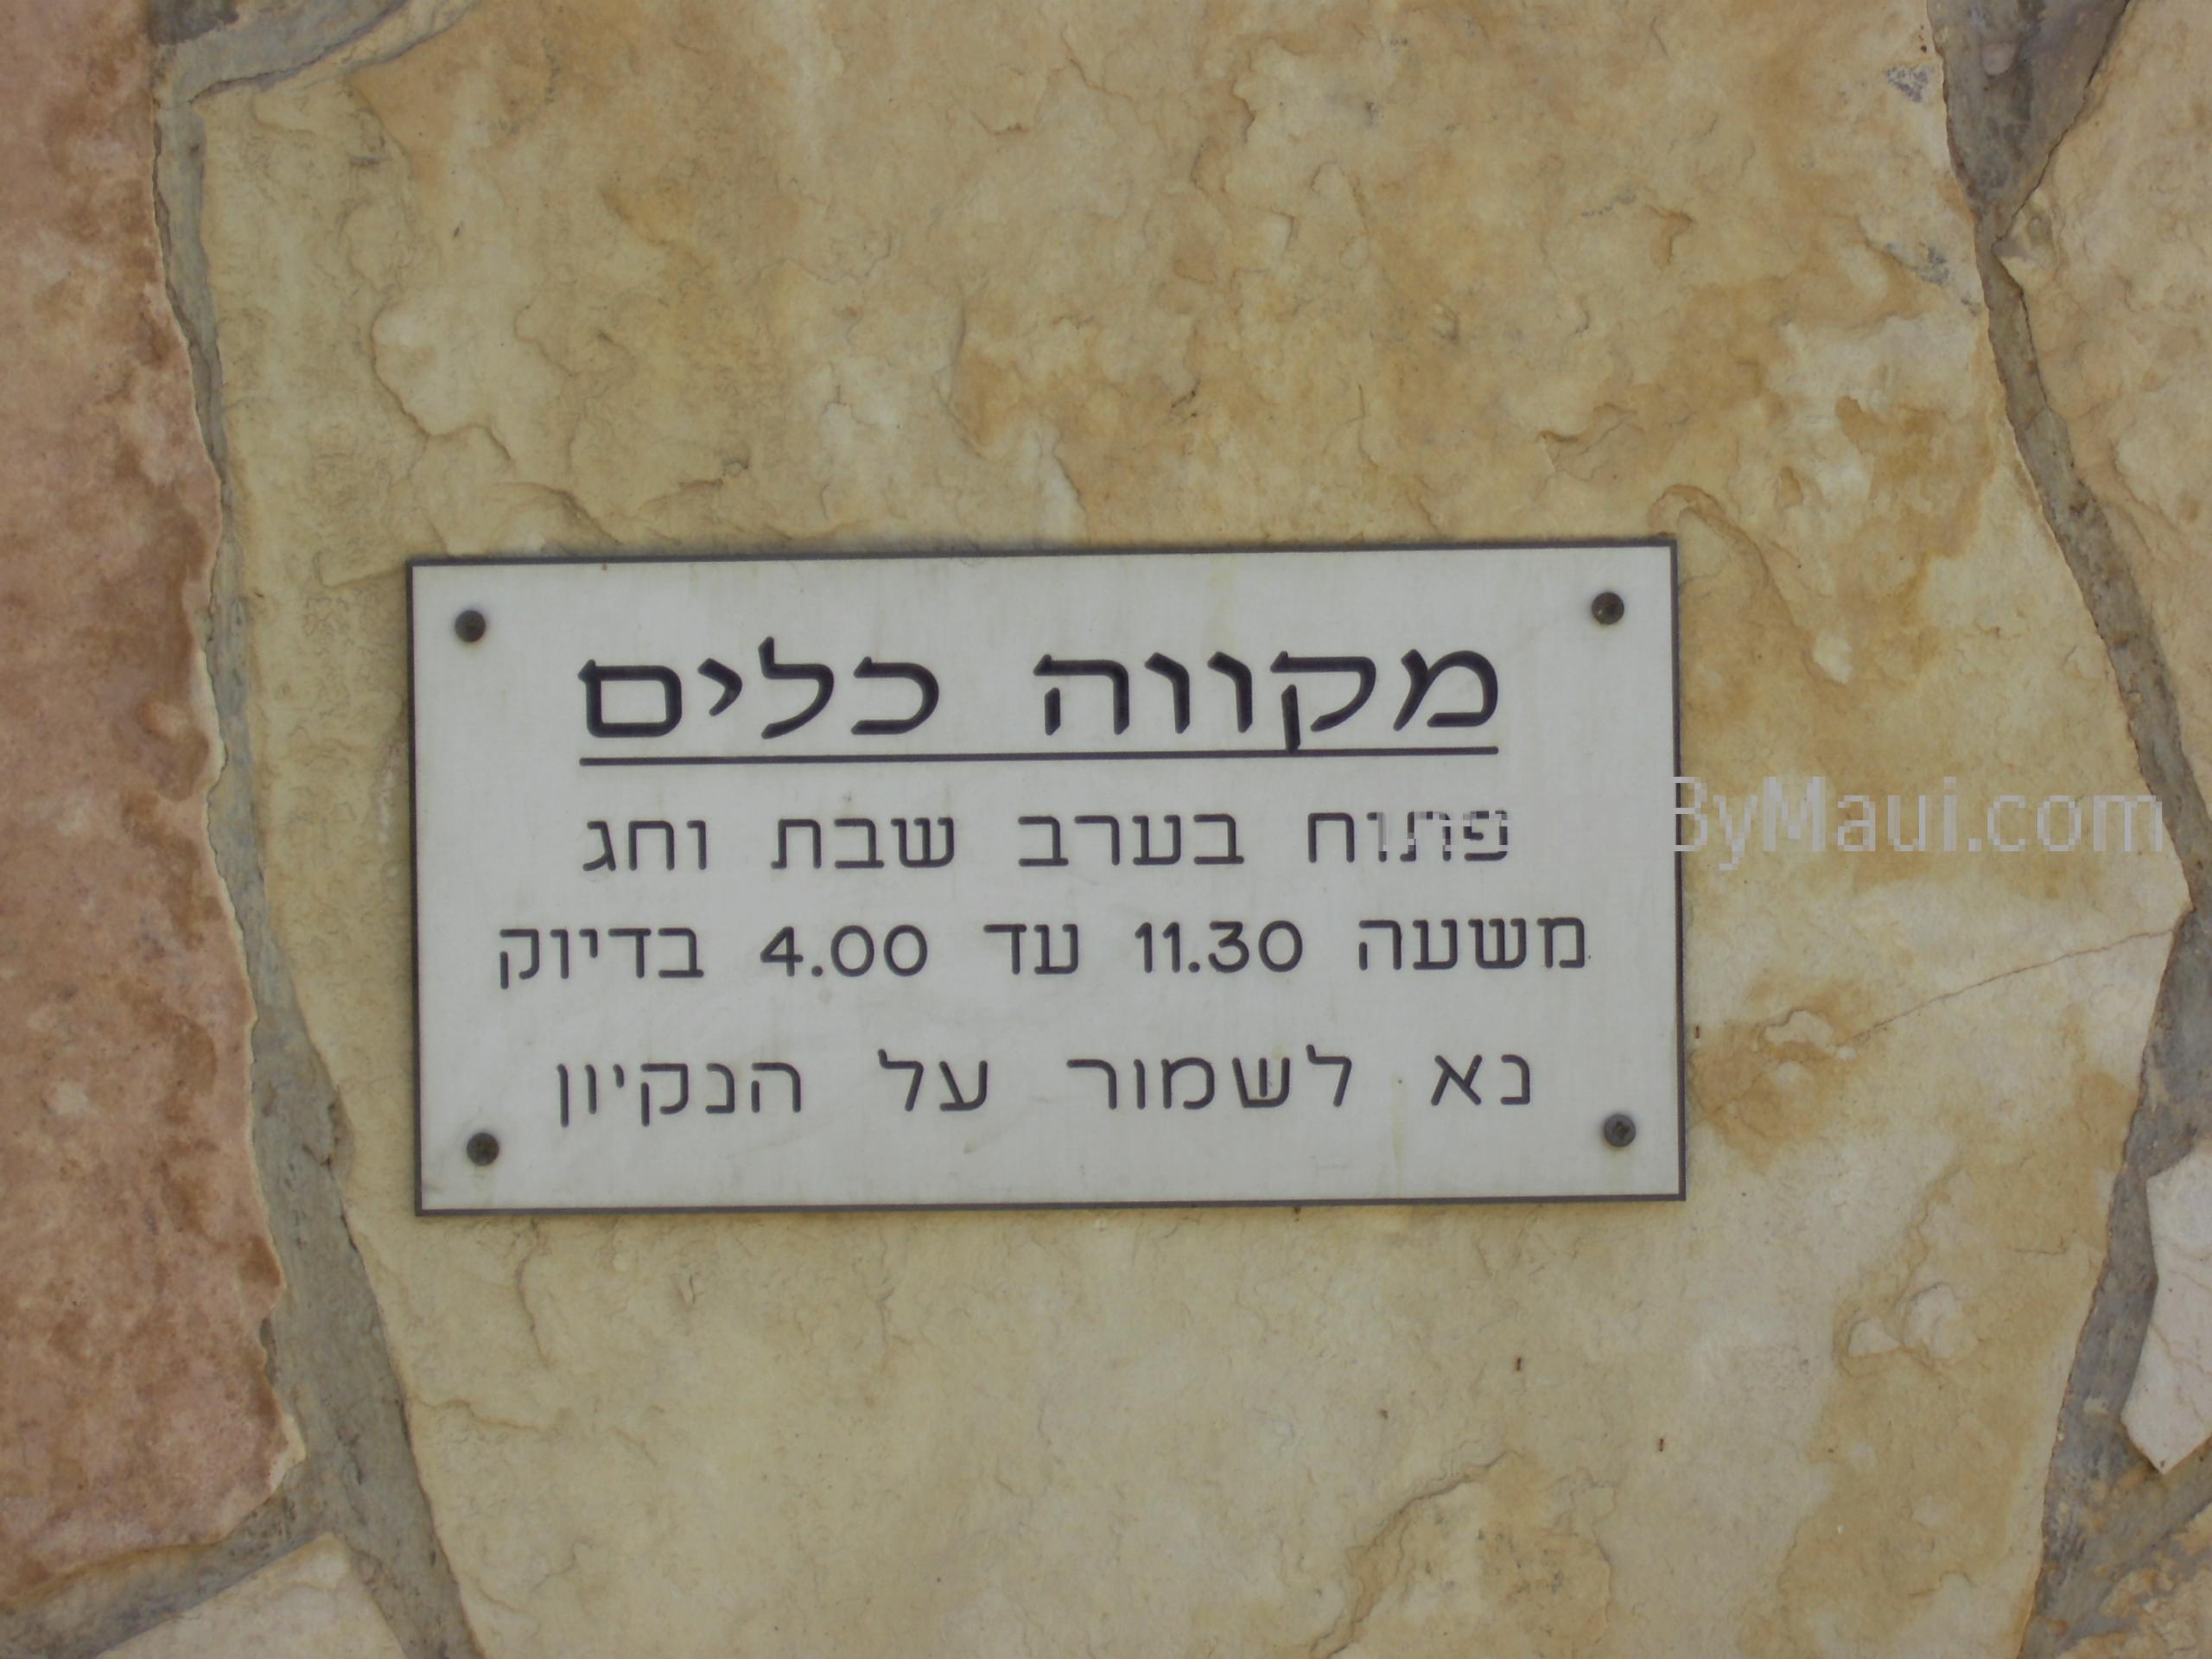 מקווה כלים
פתוח בערב שבת וחג
משעה 11.30 עד 4.00 בדיוק
נא לשמור על הנקיון
ByMaui.com